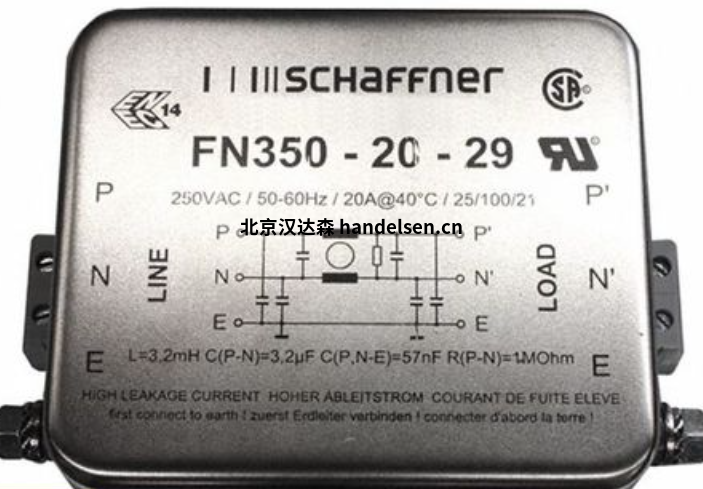 SCHAFFNER
14
FN350 - 20 - 29
250VAC / 50-60Hz / 20A@40°C / 25/100/21
北京汉达森 handelsen.cn
P P P' P'
N LINE N N' LOAD N'
E E E E
L=3,2mH C(P-N)=3,2µF C(P,N-E)=57nF R(P-N)=1MOhm
HIGH LEAKAGE CURRENT HOHER ABLEITSTROM COURANT DE FUITE ELEVE
first connect to earth ! zuerst Erdleiter verbinden ! connecter d'abord la terre !